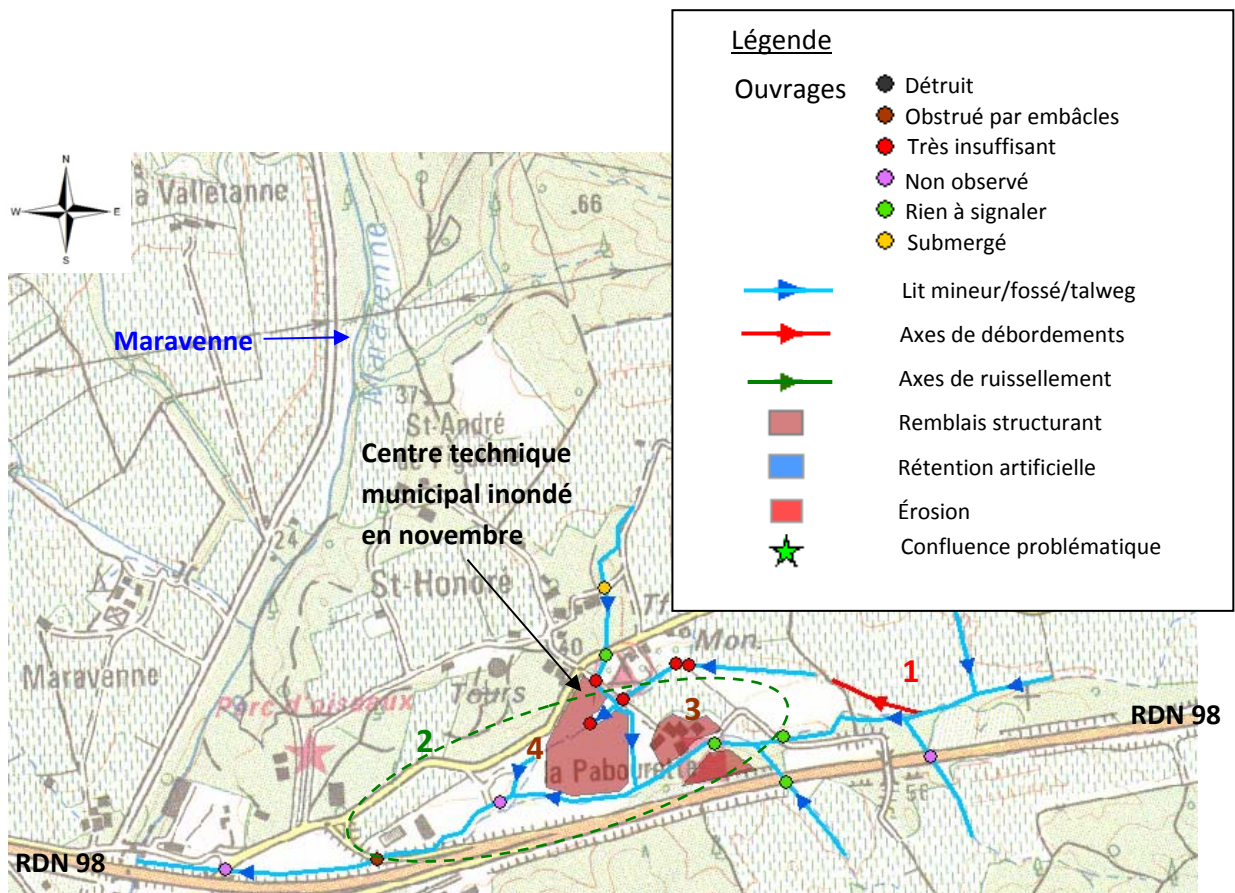 Légende
Ouvrages
Détruit
Obstrué par embâcles
Très insuffisant
Non observé
Rien à signaler
Submergé
Lit mineur/fossé/talweg
Axes de débordements
Axes de ruissellement
Remblais structurant
Rétention artificielle
Érosion
Confluence problématique
N
W
E
S
a Valletanne
.66
Maravenne
Maravenne
37
St-André
Centre technique
municipal inondé
en novembre
24
St-Honoré
40
Mon.
Maravenne
Tours
Parc d'oiseaux
1
RDN 98
2
3
4
la Pabourette
56
RDN 98